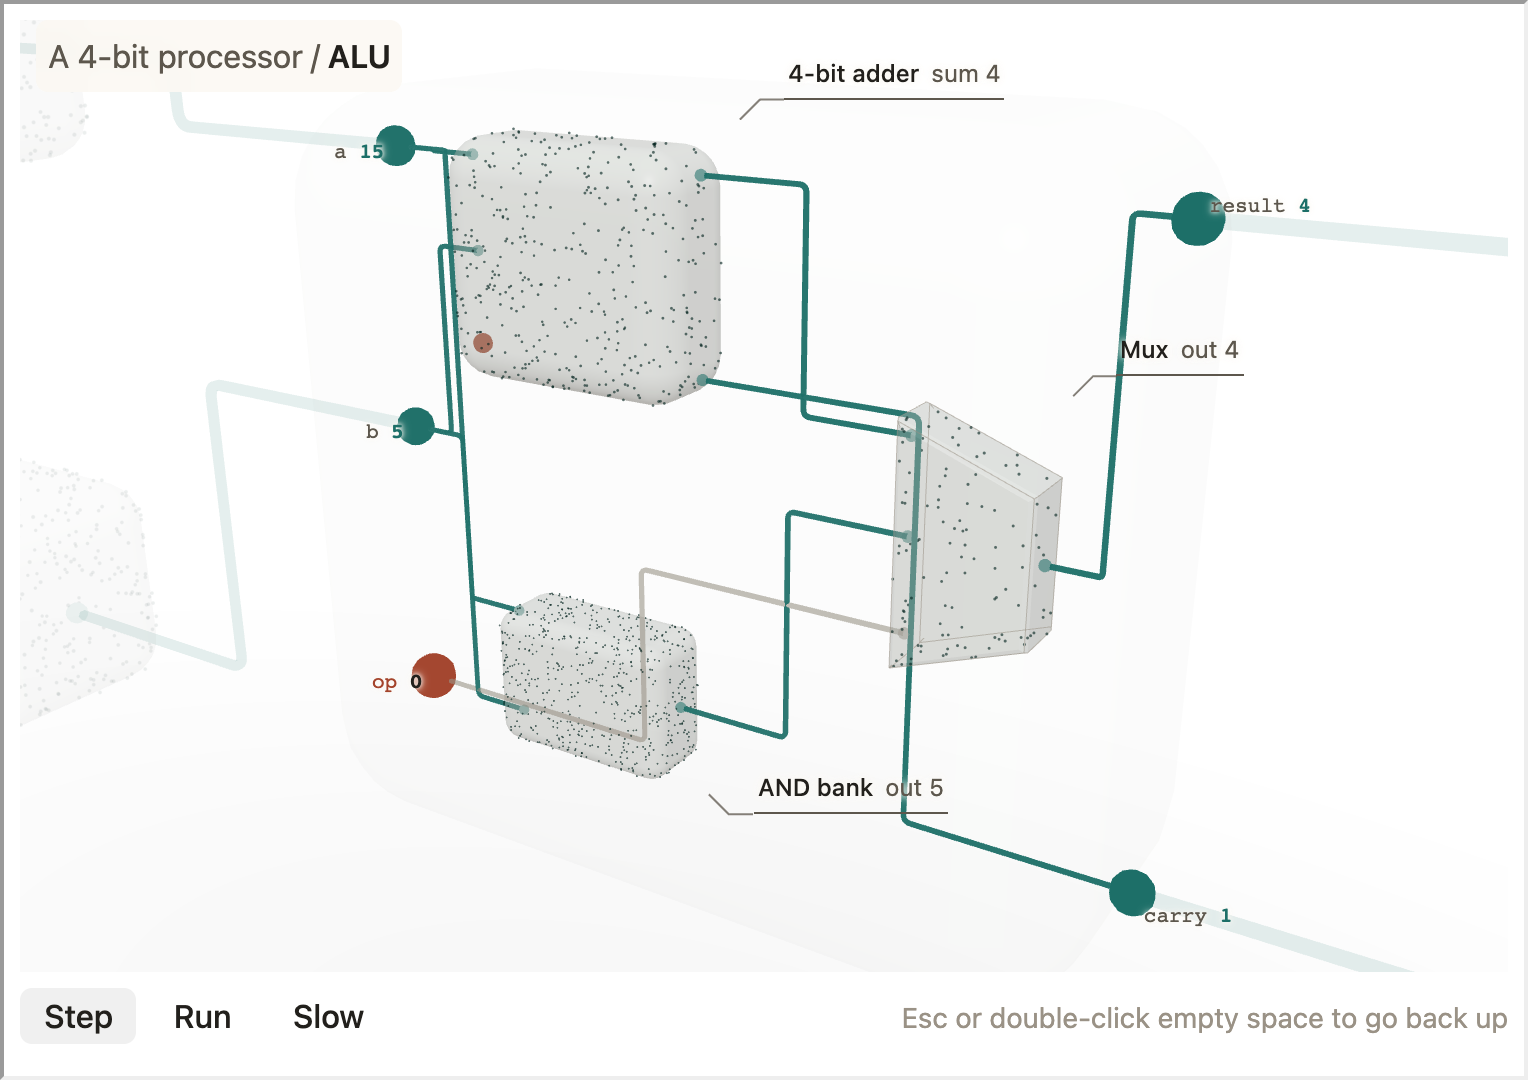 A 4-bit processor / ALU
4-bit adder sum 4
a 15
result 4
Mux out 4
b 5
op 0
AND bank out 5
carry 1
Step Run Slow
Esc or double-click empty space to go back up